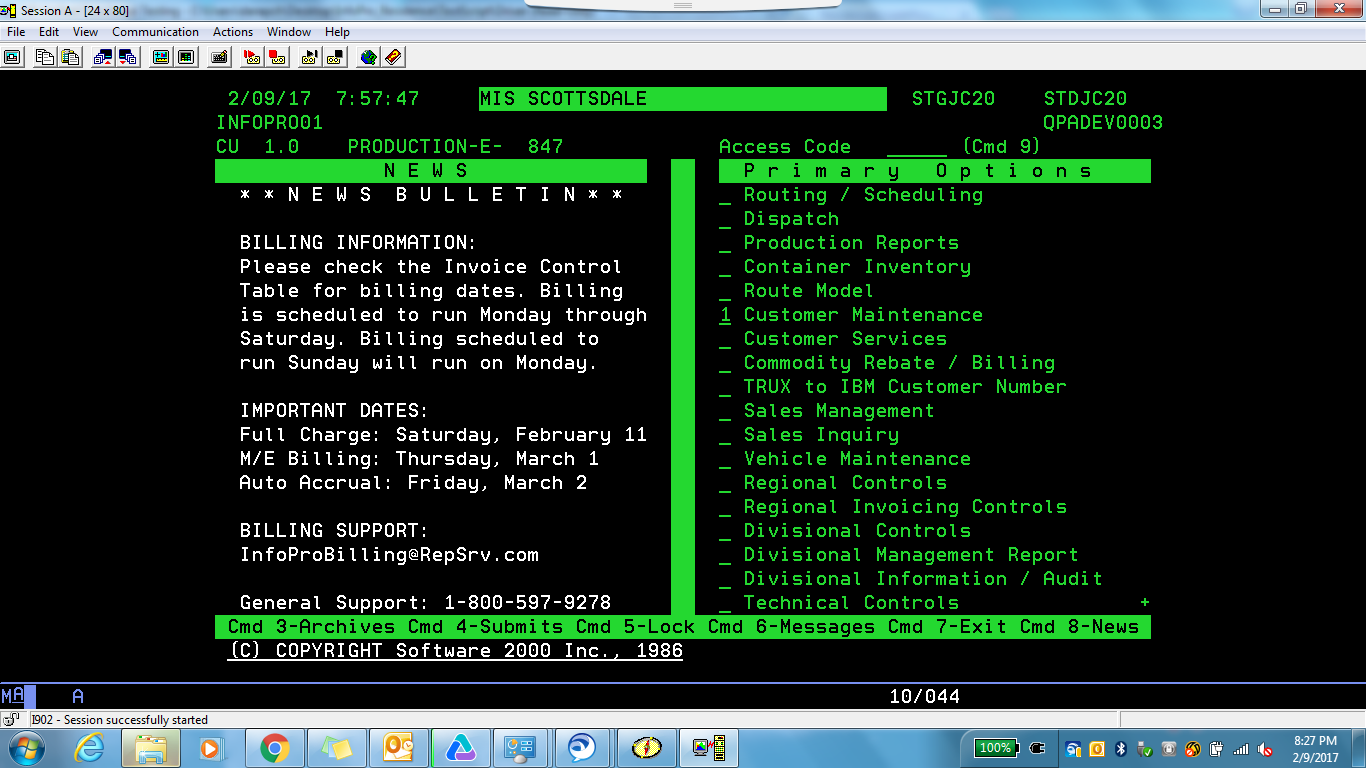 Session A - [24 x 80]
File Edit View Communication Actions Window Help
2/09/17 7:57:47 MIS SCOTTSDALE STGJC20 STDJC20
INFOPRO01 QPADEV0003
CU 1.0 PRODUCTION-E- 847 Access Code ______ (Cmd 9)
N E W S
* * N E W S B U L L E T I N * *
BILLING INFORMATION:
Please check the Invoice Control
Table for billing dates. Billing
is scheduled to run Monday through
Saturday. Billing scheduled to
run Sunday will run on Monday.
IMPORTANT DATES:
Full Charge: Saturday, February 11
M/E Billing: Thursday, March 1
Auto Accrual: Friday, March 2
BILLING SUPPORT:
InfoProBilling@RepSrv.com
General Support: 1-800-597-9278
P r i m a r y O p t i o n s
_ Routing / Scheduling
_ Dispatch
_ Production Reports
_ Container Inventory
_ Route Model
1 Customer Maintenance
_ Customer Services
_ Commodity Rebate / Billing
_ TRUX to IBM Customer Number
_ Sales Management
_ Sales Inquiry
_ Vehicle Maintenance
_ Regional Controls
_ Regional Invoicing Controls
_ Divisional Controls
_ Divisional Management Report
_ Divisional Information / Audit
_ Technical Controls +
Cmd 3-Archives Cmd 4-Submits Cmd 5-Lock Cmd 6-Messages Cmd 7-Exit Cmd 8-News
(C) COPYRIGHT Software 2000 Inc., 1986
MA A 10/044
I902 - Session successfully started
100% 8:27 PM
2/9/2017